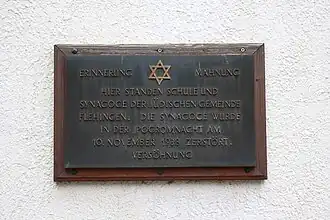 ERINNERUNG MAHNUNG
HIER STANDEN SCHULE UND
SYNAGOGE DER JÜDISCHEN GEMEINDE
FLEHINGEN. DIE SYNAGOGE WURDE
IN DER POGROMNACHT AM
10. NOVEMBER 1938 ZERSTÖRT.
VERSÖHNUNG